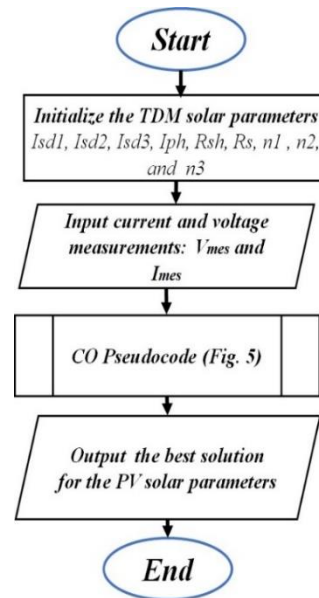 Start
Initialize the TDM solar parameters
Isd1, Isd2, Isd3, Iph, Rsh, Rs, n1 , n2,
and n3
Input current and voltage
measurements: Vmes and
Imes
CO Pseudocode (Fig. 5)
Output the best solution
for the PV solar parameters
End